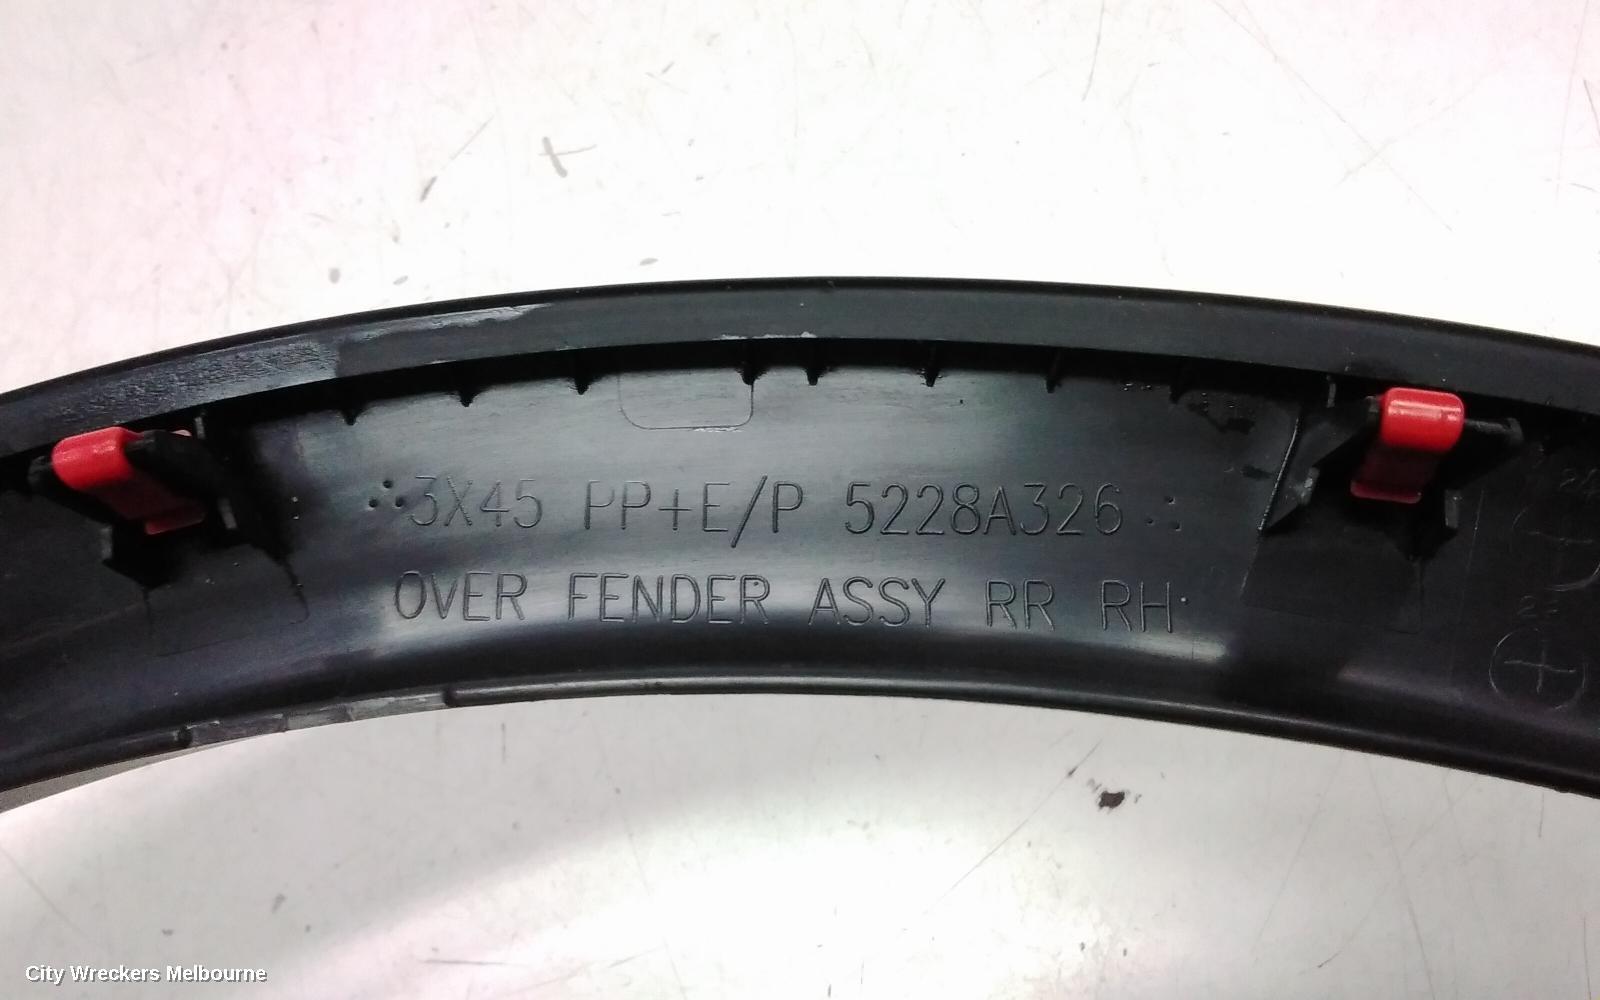 3X45 PP+E/P 5228A326
OVER FENDER ASSY RR RH
City Wreckers Melbourne